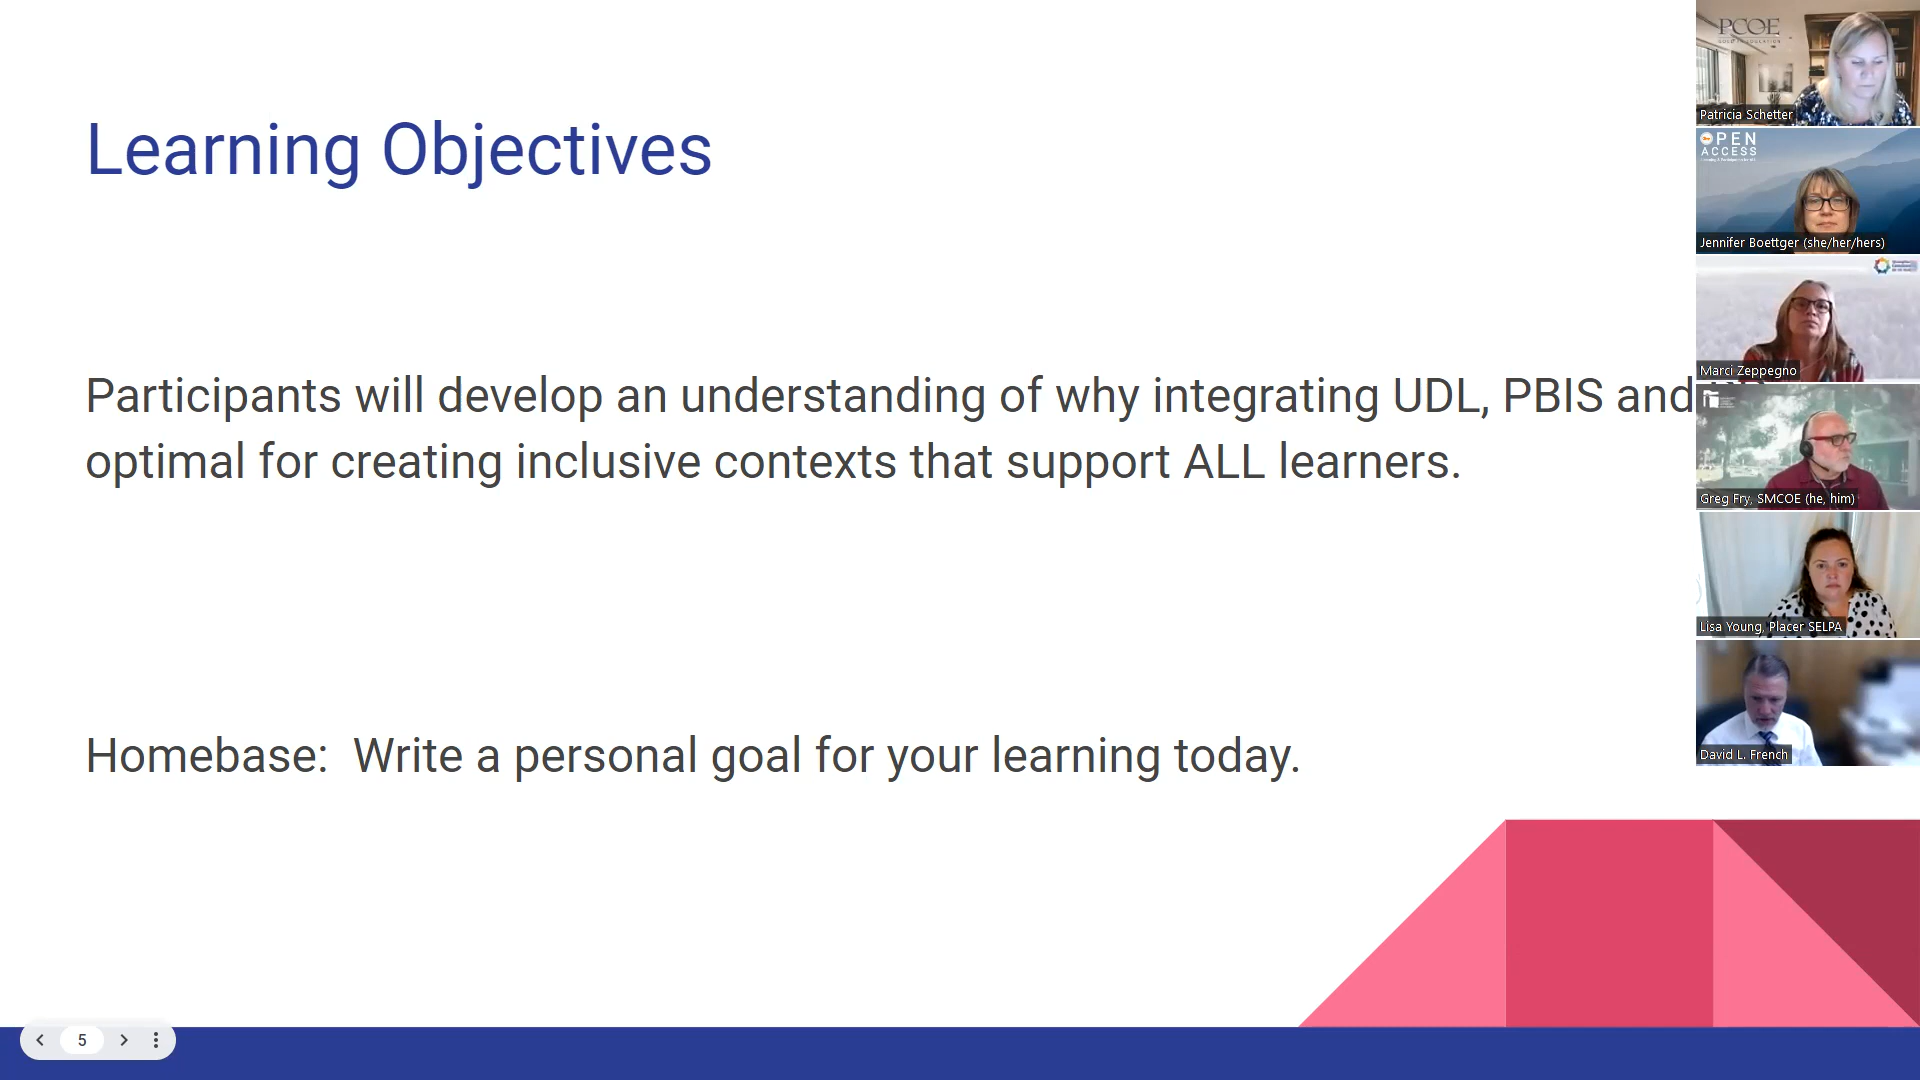 Learning Objectives
Participants will develop an understanding of why integrating UDL, PBIS and
optimal for creating inclusive contexts that support ALL learners.
Homebase:  Write a personal goal for your learning today.
5
PCOE
Patricia Schetter
OPEN
ACCESS
Jennifer Boettger (she/her/hers)
Marci Zeppegno
Greg Fry, SMCOE (he, him)
Lisa Young, Placer SELPA
David L. French